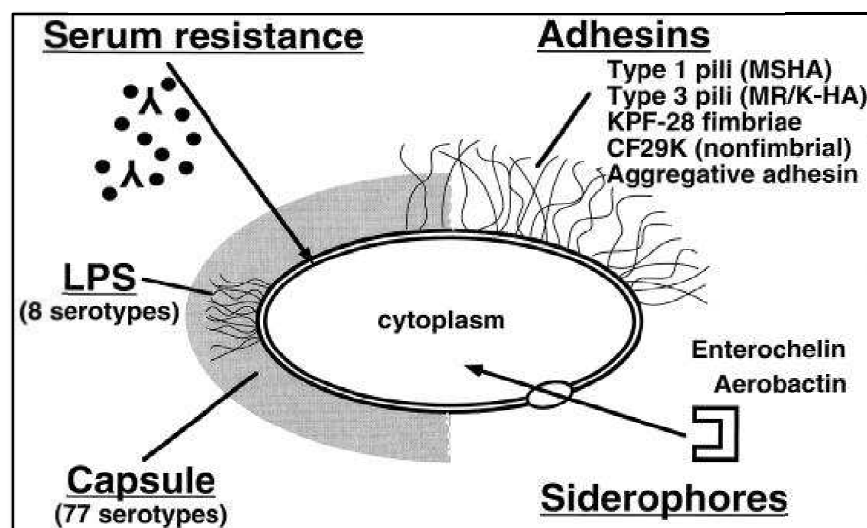 Serum resistance
Adhesins
Type 1 pili (MSHA)
Type 3 pili (MR/K-HA)
KPF-28 fimbriae
CF29K (nonfimbrial)
Aggregative adhesin
LPS
(8 serotypes)
cytoplasm
Enterochelin
Aerobactin
Capsule
(77 serotypes)
Siderophores